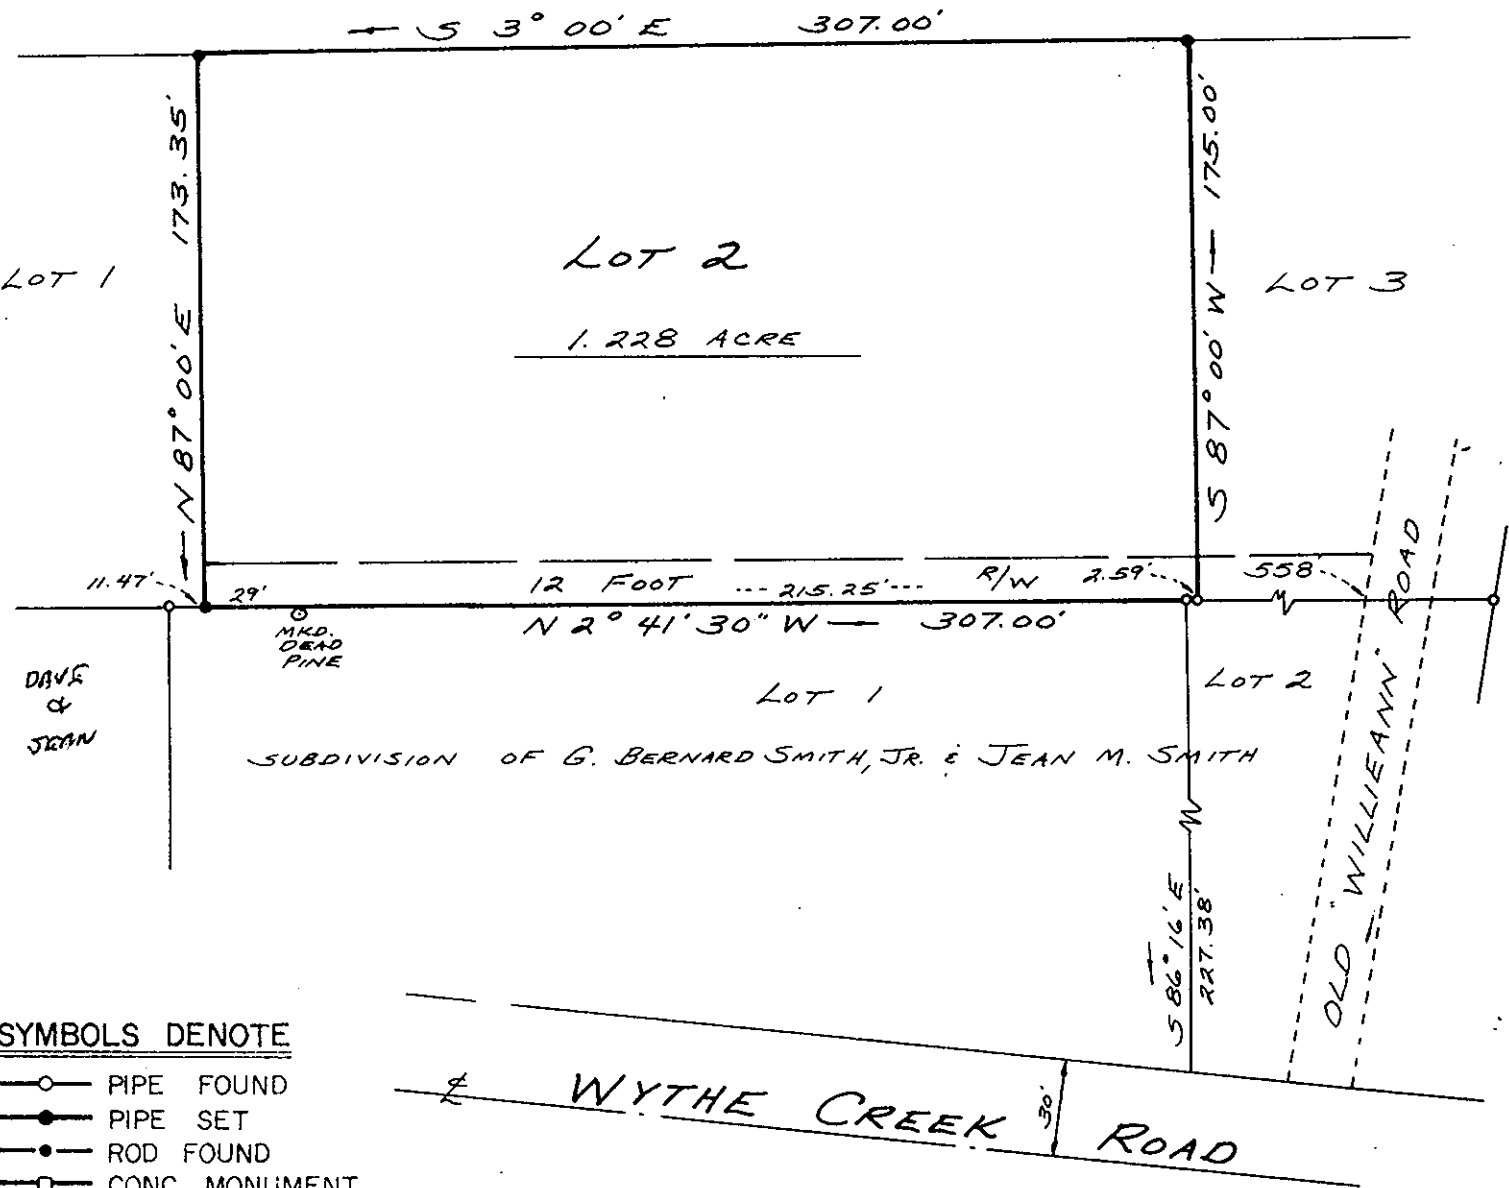 S 3° 00' E 307.00'
N 87° 00' E 173.35'
S 87° 00' W 175.00'
LOT 1
LOT 2
1.228 ACRE
LOT 3
11.47'
29'
12 FOOT
215.25'
R/W
2.59'
558'
MKD.
DEAD
PINE
N 2° 41' 30" W 307.00'
DAVE
&
JEAN
LOT 1
LOT 2
SUBDIVISION OF G. BERNARD SMITH, JR. & JEAN M. SMITH
OLD "WILLIEANN" ROAD
S 86° 16' E
227.38'
℄ WYTHE CREEK ROAD
30'
SYMBOLS DENOTE
PIPE FOUND
PIPE SET
ROD FOUND
CONC. MONUMENT